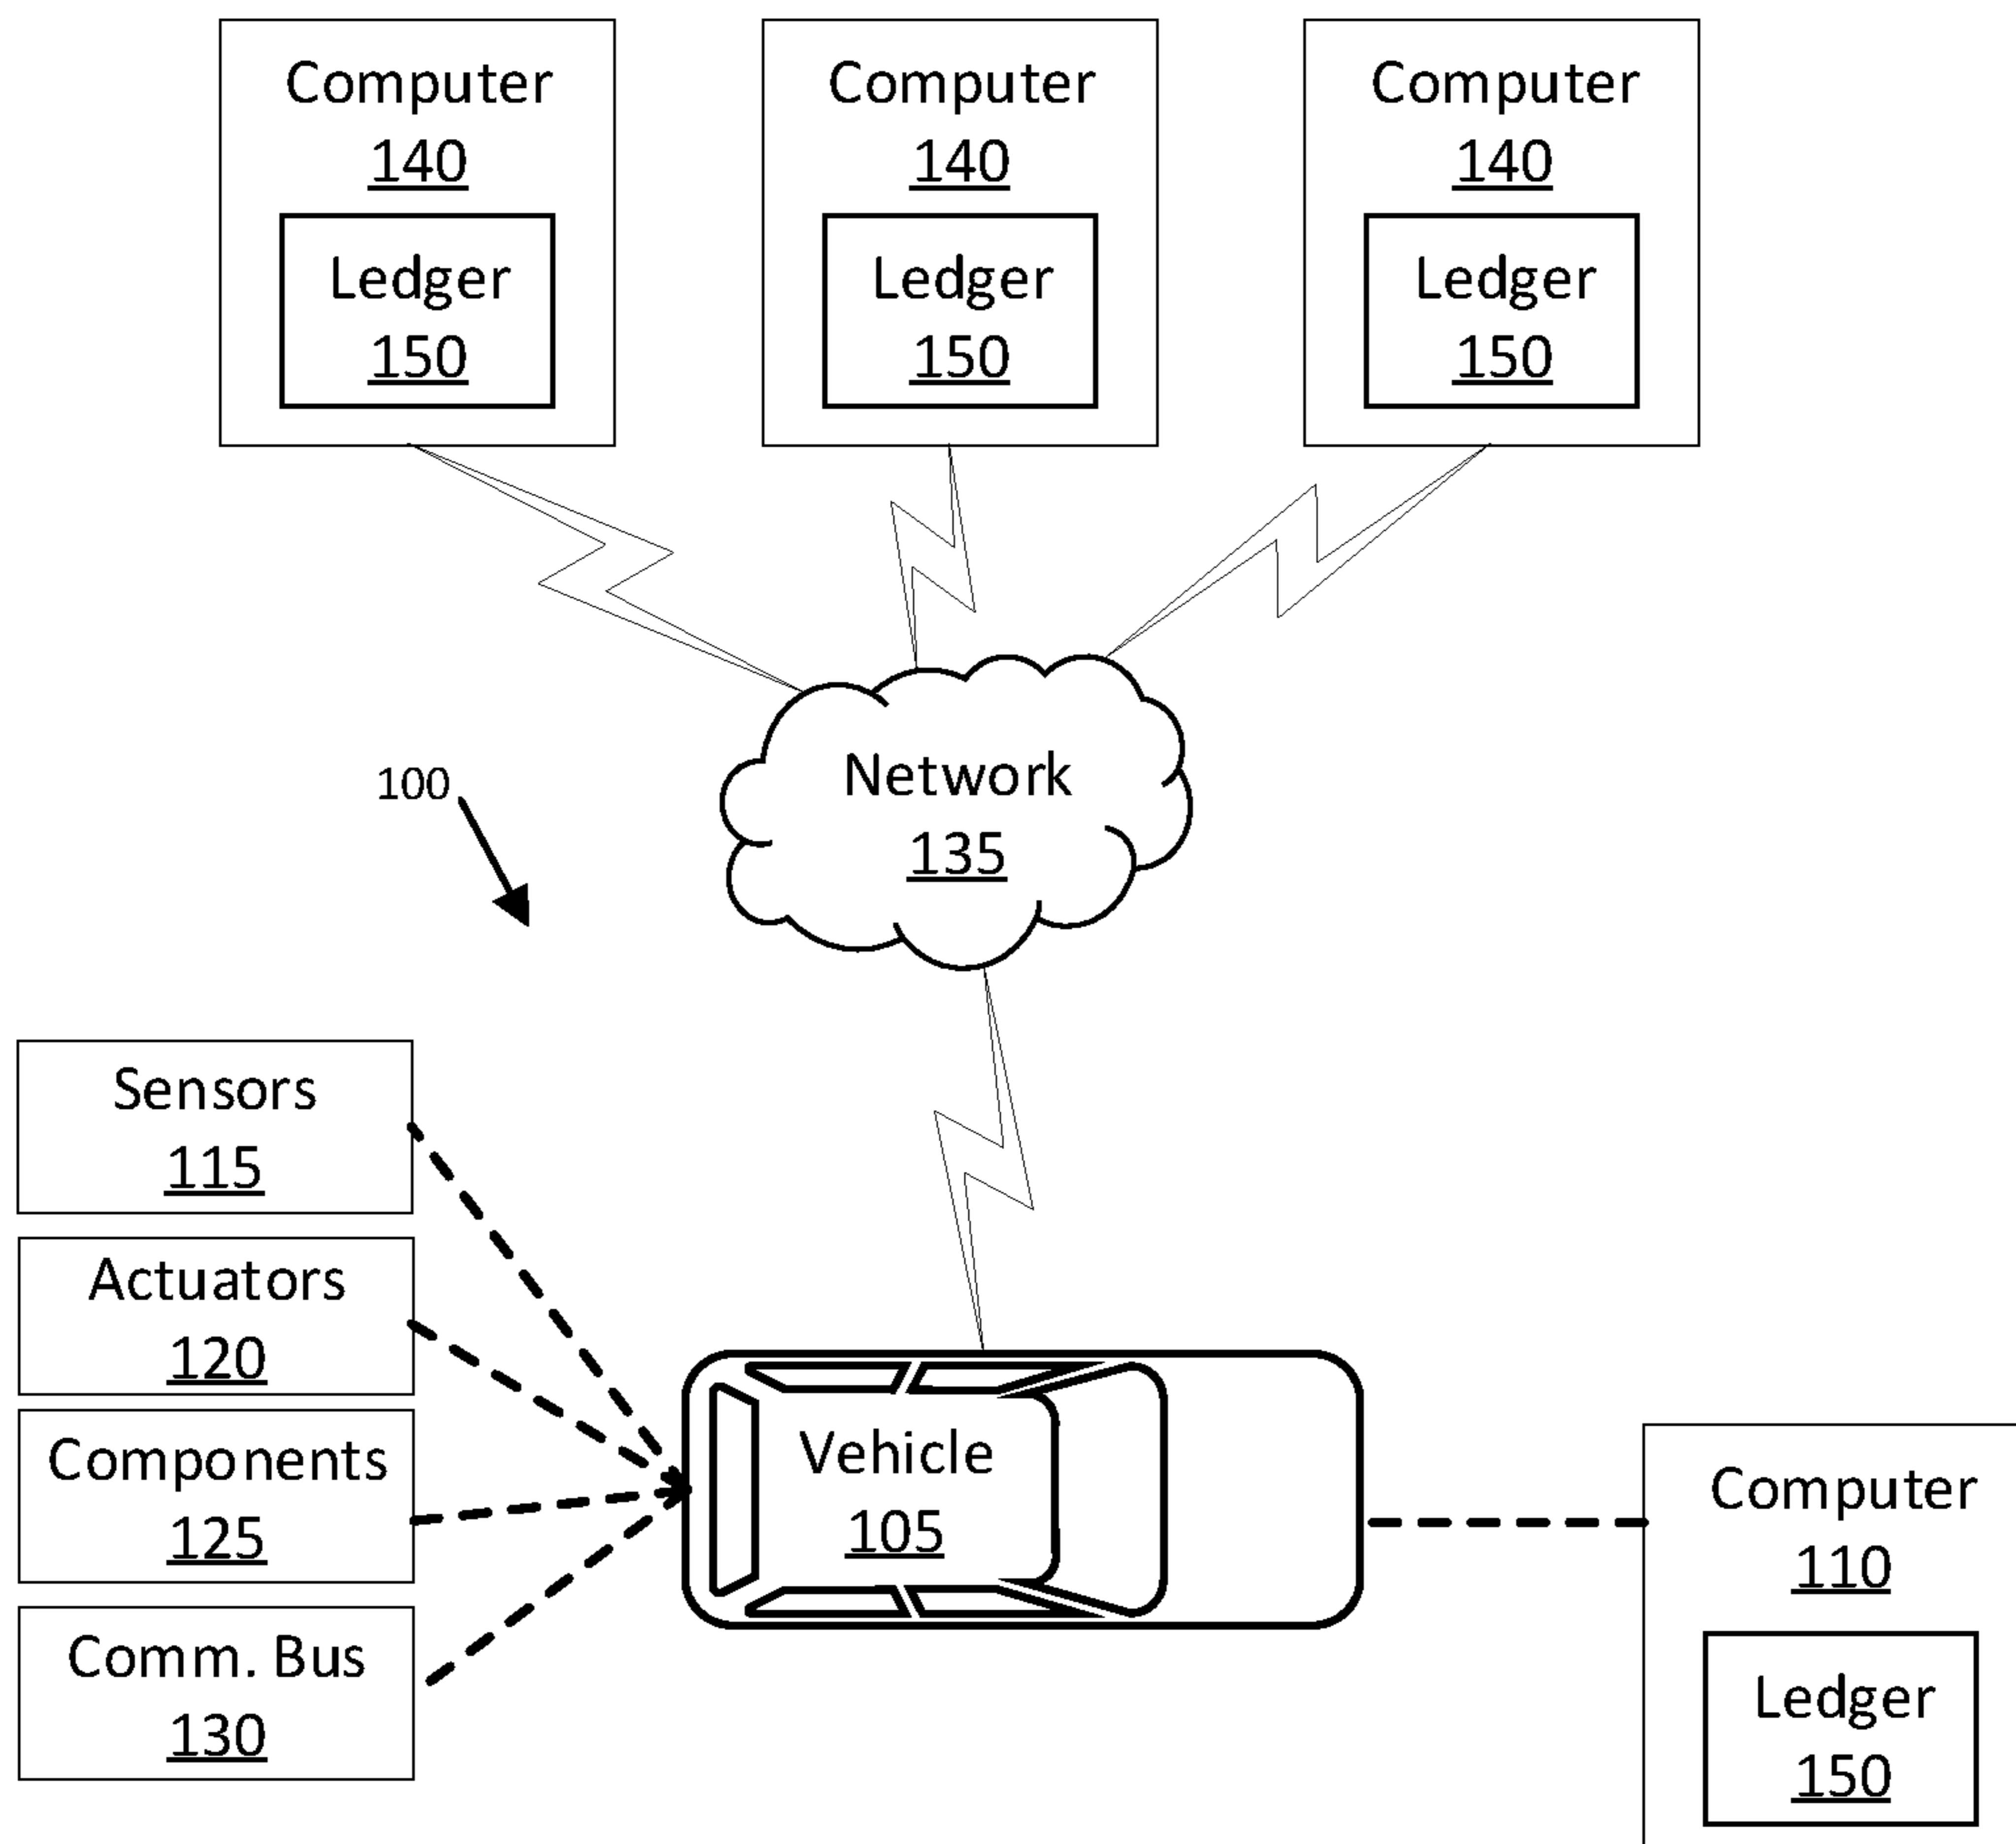 Computer
140
Ledger
150
Computer
140
Ledger
150
Computer
140
Ledger
150
Network
135
100
Sensors
115
Actuators
120
Components
125
Comm. Bus
130
Vehicle
105
Computer
110
Ledger
150